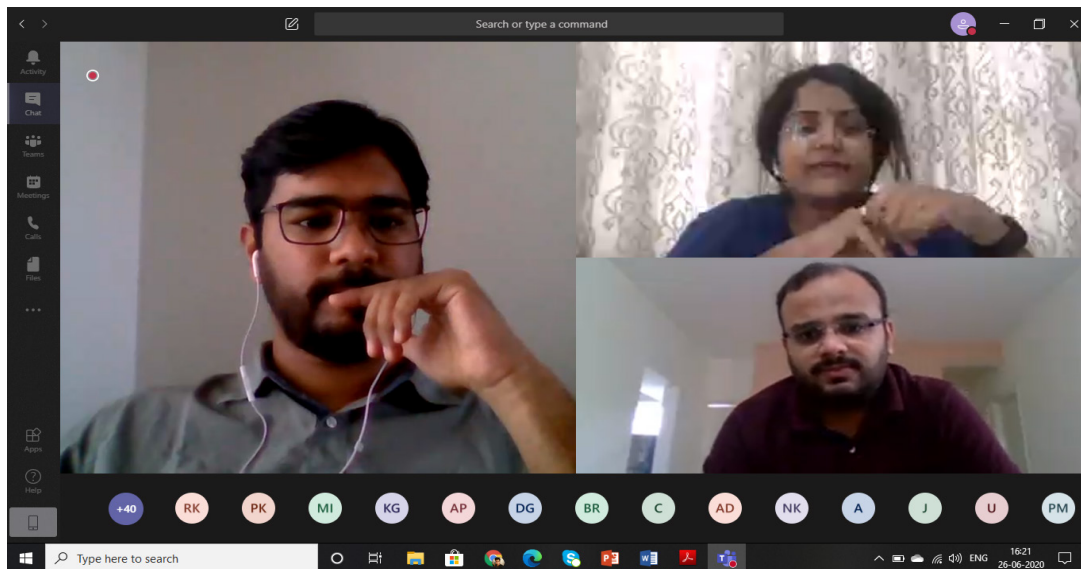 Search or type a command
Activity
Chat
Teams
Meetings
Calls
Files
Apps
Help
+40
RK
PK
MI
KG
AP
DG
BR
C
AD
NK
A
J
U
PM
Type here to search
ENG
16:21
26-06-2020